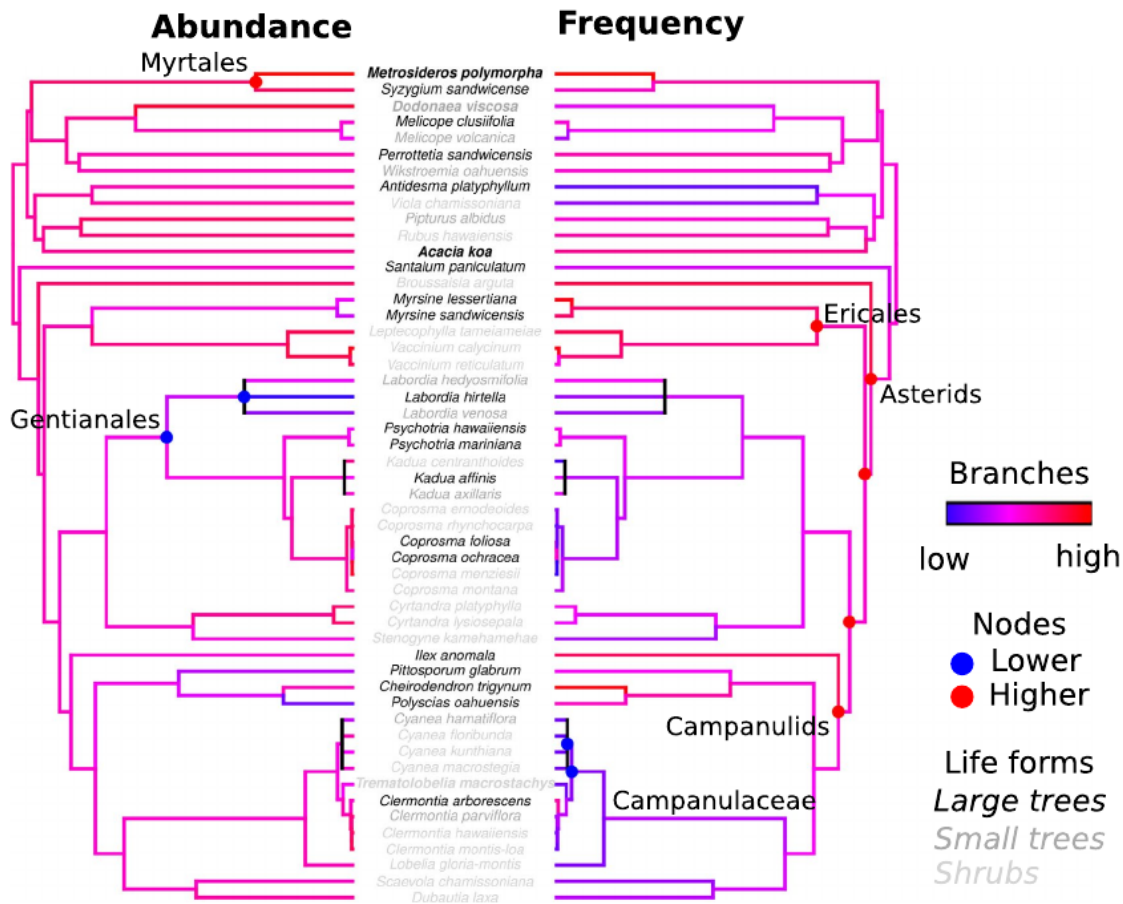 Abundance
Frequency
Myrtales
Metrosideros polymorpha
Syzygium sandwicense
Dodonaea viscosa
Melicope clusiifolia
Melicope volcanica
Perrottetia sandwicensis
Wikstroemia oahuensis
Antidesma platyphyllum
Viola chamissoniana
Pipturus albidus
Rubus hawaiensis
Acacia koa
Santalum paniculatum
Broussaisia arguta
Myrsine lessertiana
Myrsine sandwicensis
Ericales
Leptecophylla tameiameiae
Vaccinium calycinum
Vaccinium reticulatum
Labordia hedyosmifolia
Asterids
Labordia hirtella
Labordia venosa
Gentianales
Psychotria hawaiiensis
Psychotria mariniana
Kadua centranthoides
Kadua affinis
Kadua axillaris
Coprosma ernodeoides
Coprosma rhynchocarpa
Coprosma foliosa
Coprosma ochracea
Coprosma menziesii
Coprosma montana
Cyrtandra platyphylla
Cyrtandra lysiosepala
Stenogyne kamehamehae
Ilex anomala
Pittosporum glabrum
Cheirodendron trigynum
Polyscias oahuensis
Cyanea hamatiflora
Campanulids
Cyanea floribunda
Cyanea kunthiana
Cyanea macrostegia
Trematolobelia macrostachys
Clermontia arborescens
Campanulaceae
Clermontia parviflora
Clermontia hawaiiensis
Clermontia montis-loa
Lobelia gloria-montis
Scaevola chamissoniana
Dubautia laxa
Branches
low high
Nodes
Lower
Higher
Life forms
Large trees
Small trees
Shrubs